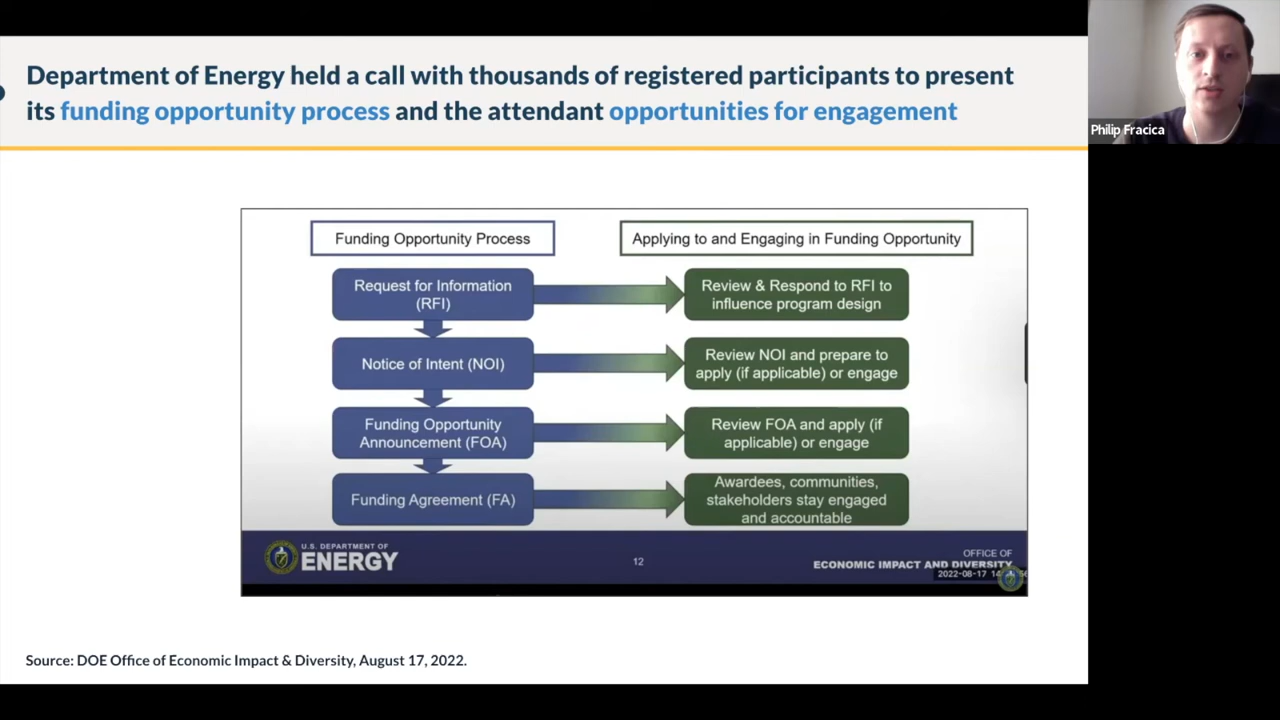 Department of Energy held a call with thousands of registered participants to present
its funding opportunity process and the attendant opportunities for engagement
Philip Fracica
Funding Opportunity Process
Applying to and Engaging in Funding Opportunity
Request for Information
(RFI)
Review & Respond to RFI to
influence program design
Notice of Intent (NOI)
Review NOI and prepare to
apply (if applicable) or engage
Funding Opportunity
Announcement (FOA)
Review FOA and apply (if
applicable) or engage
Funding Agreement (FA)
Awardees, communities,
stakeholders stay engaged
and accountable
U.S. DEPARTMENT OF
ENERGY
12
OFFICE OF
ECONOMIC IMPACT AND DIVERSITY
2022-08-17
Source: DOE Office of Economic Impact & Diversity, August 17, 2022.